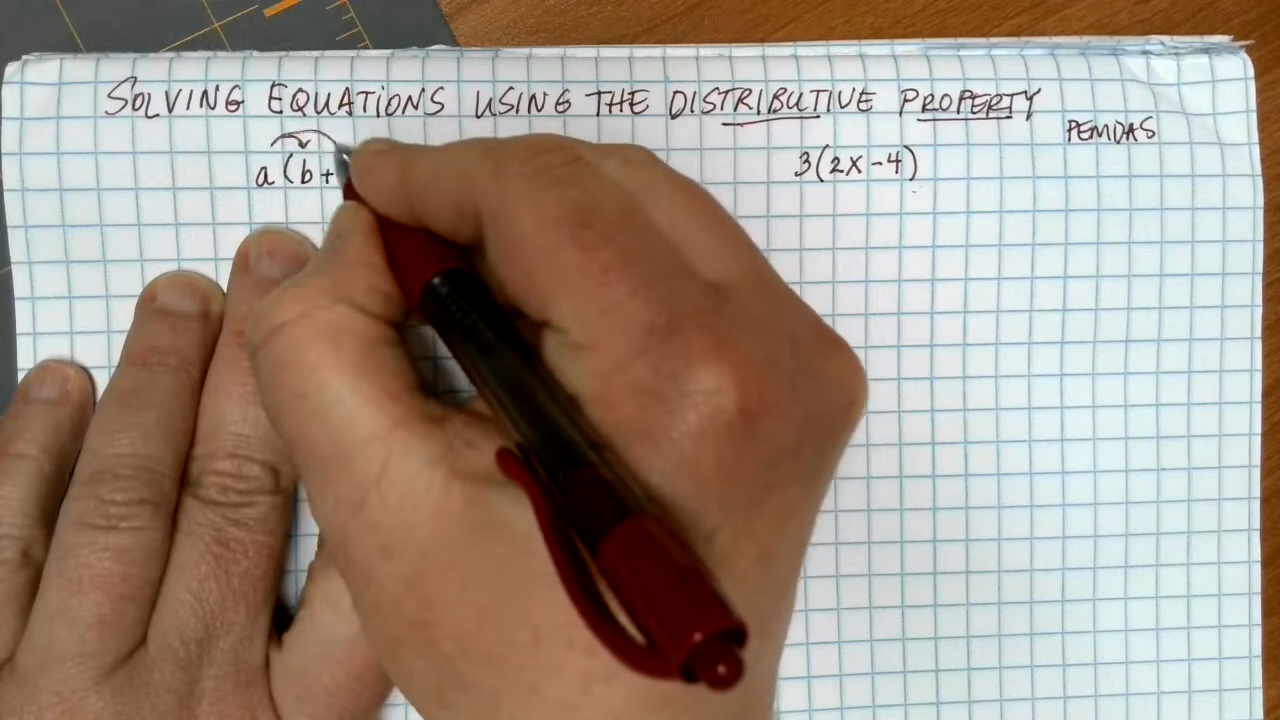 SOLVING EQUATIONS USING THE DISTRIBUTIVE PROPERTY
PEMDAS
a (b+
3(2x-4)